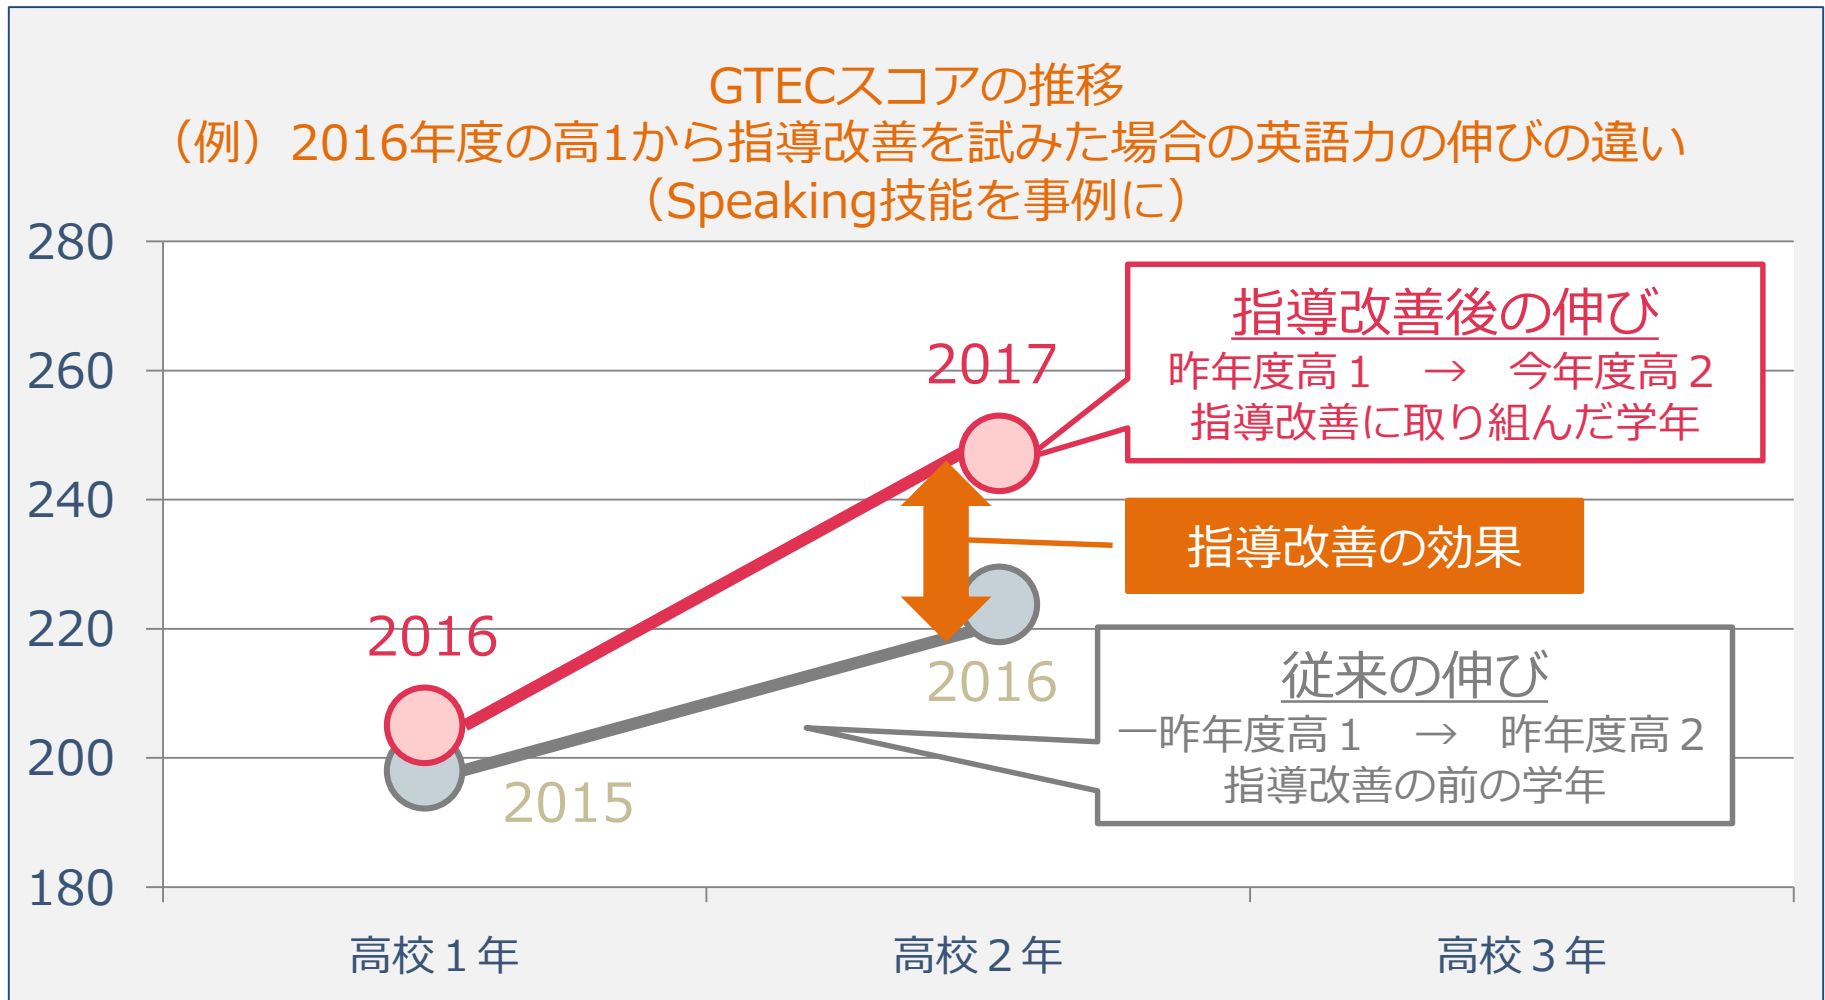 GTECスコアの推移
（例）2016年度の高1から指導改善を試みた場合の英語力の伸びの違い
（Speaking技能を事例に）
280
260
240
220
200
180
2017
2016
2016
2015
指導改善後の伸び
昨年度高１　→　今年度高２
指導改善に取り組んだ学年
指導改善の効果
従来の伸び
一昨年度高１　→　昨年度高２
指導改善の前の学年
高校１年
高校２年
高校３年